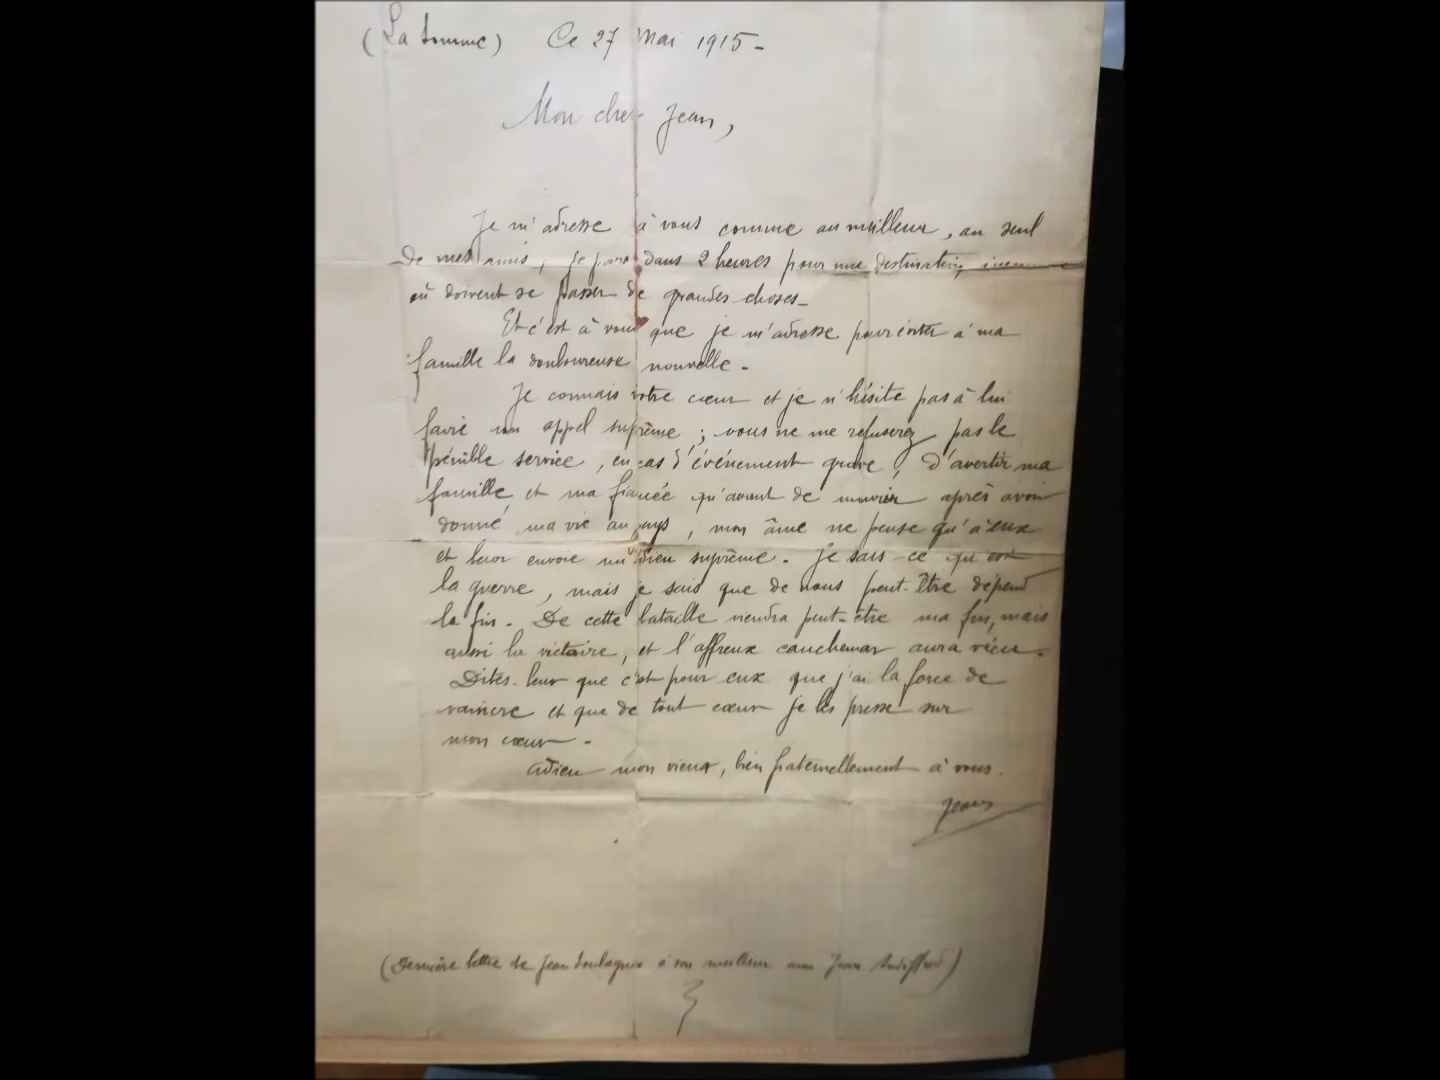 (La Somme) Ce 27 Mai 1915 -
Mon cher Jean,
Je m'adresse à vous comme au meilleur, au seul
de mes amis, je pars dans 2 heures pour une destination
où doivent se passer de grandes choses -
Et c'est à vous que je m'adresse pour éviter à ma
famille la douloureuse nouvelle -
Je connais votre cœur et je n'hésite pas à lui
faire un appel suprême ; vous ne me refuserez pas le
pénible service, en cas d'événement grave, d'avertir ma
famille et ma fiancée qu'avant de mourir après avoir
donné ma vie au pays, mon âme ne pense qu'à eux
et leur envoie un adieu suprême - Je sais ce qu'est
la guerre, mais je sais que de nous peut-être dépend
la fin - De cette bataille viendra peut-être ma fin, mais
aussi la victoire, et l'affreux cauchemar aura vécu -
Dites-leur que c'est pour eux que j'ai la force de
vaincre et que de tout cœur je les presse sur
mon cœur -
Adieu mon vieux, bien fraternellement à vous.
Jean
(Dernière lettre de Jean à son meilleur ami Jean Audiffred)